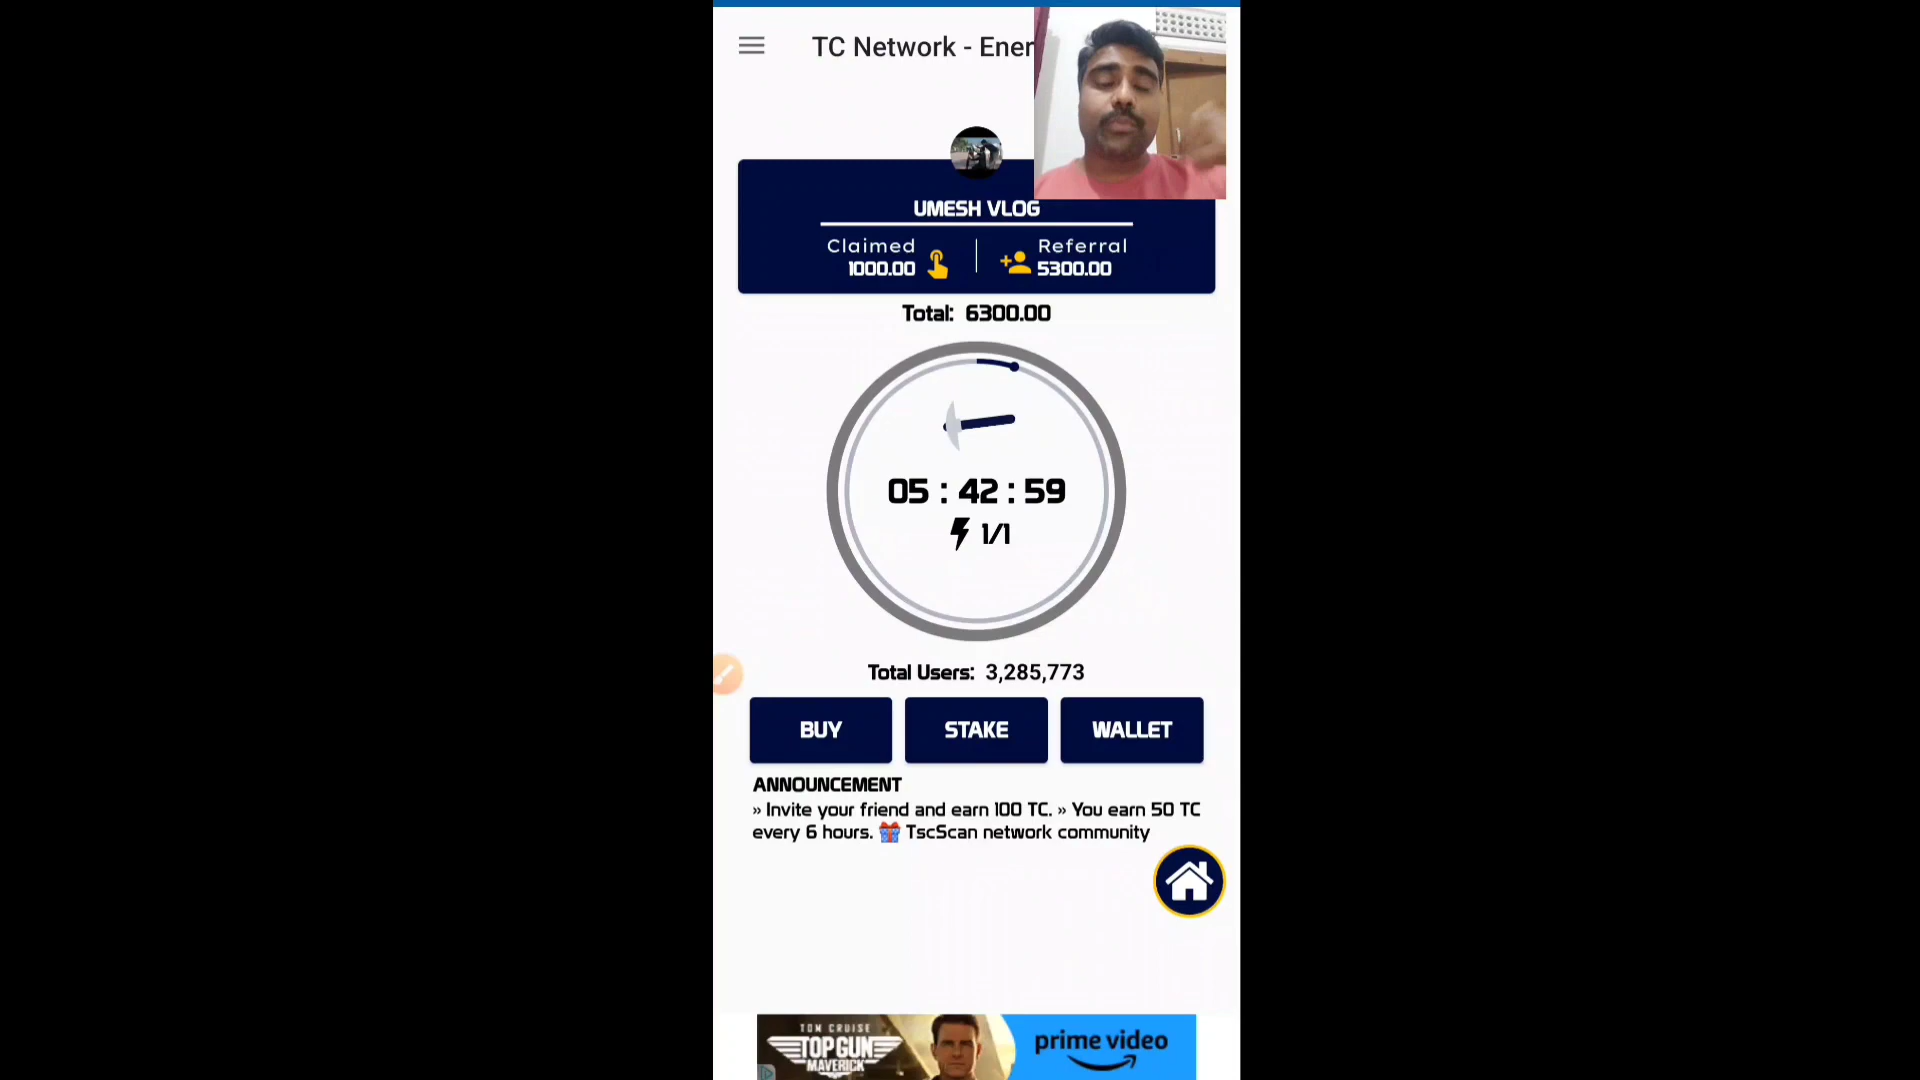 TC Network - Ener
UMESH VLOG
Claimed
1000.00
Referral
5300.00
Total: 6300.00
05 : 42 : 59
1/1
Total Users: 3,285,773
BUY
STAKE
WALLET
ANNOUNCEMENT
» Invite your friend and earn 100 TC. » You earn 50 TC
every 6 hours. 🎁 TscScan network community
TOM CRUISE
TOPGUN
MAVERICK
prime video